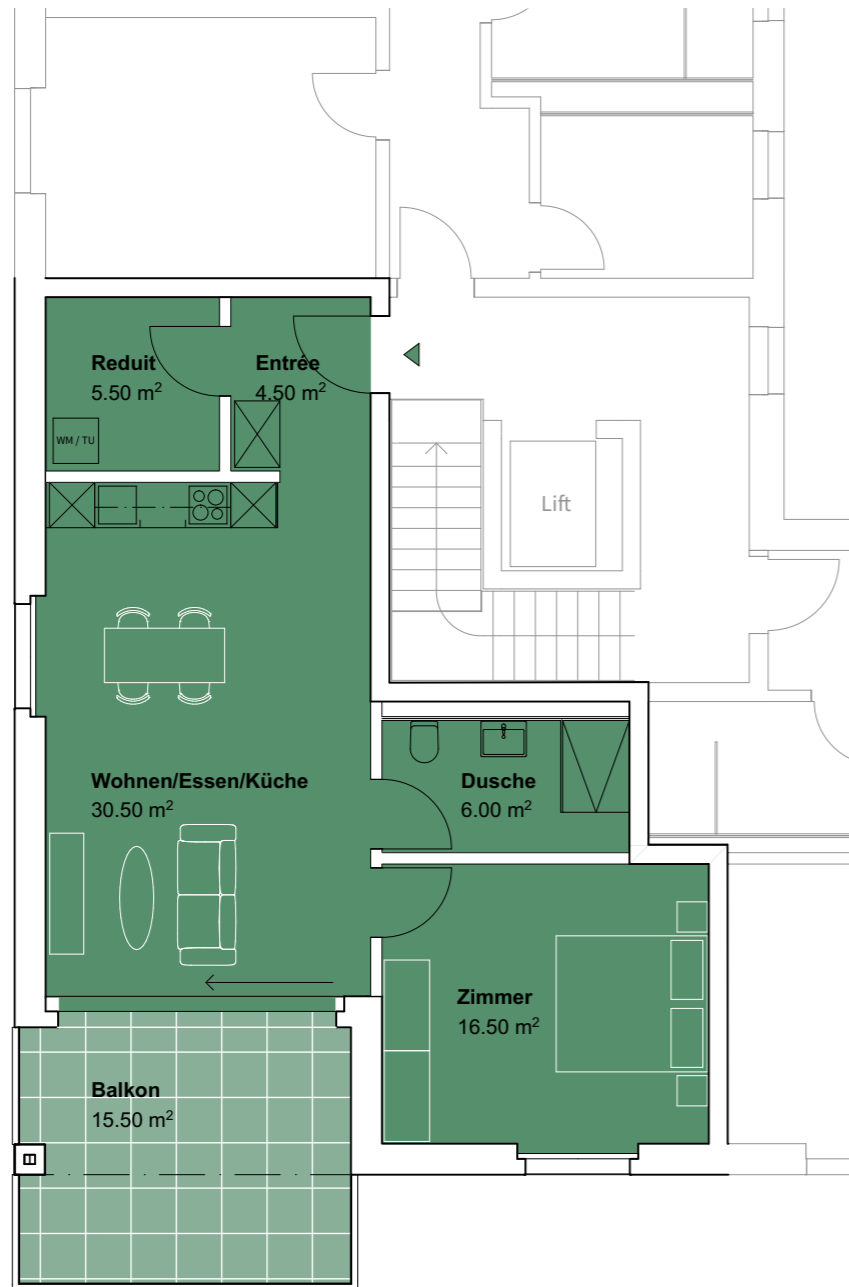 Reduit
5.50 m²
Entrée
4.50 m²
WM / TU
Lift
Wohnen/Essen/Küche
30.50 m²
Dusche
6.00 m²
Zimmer
16.50 m²
Balkon
15.50 m²